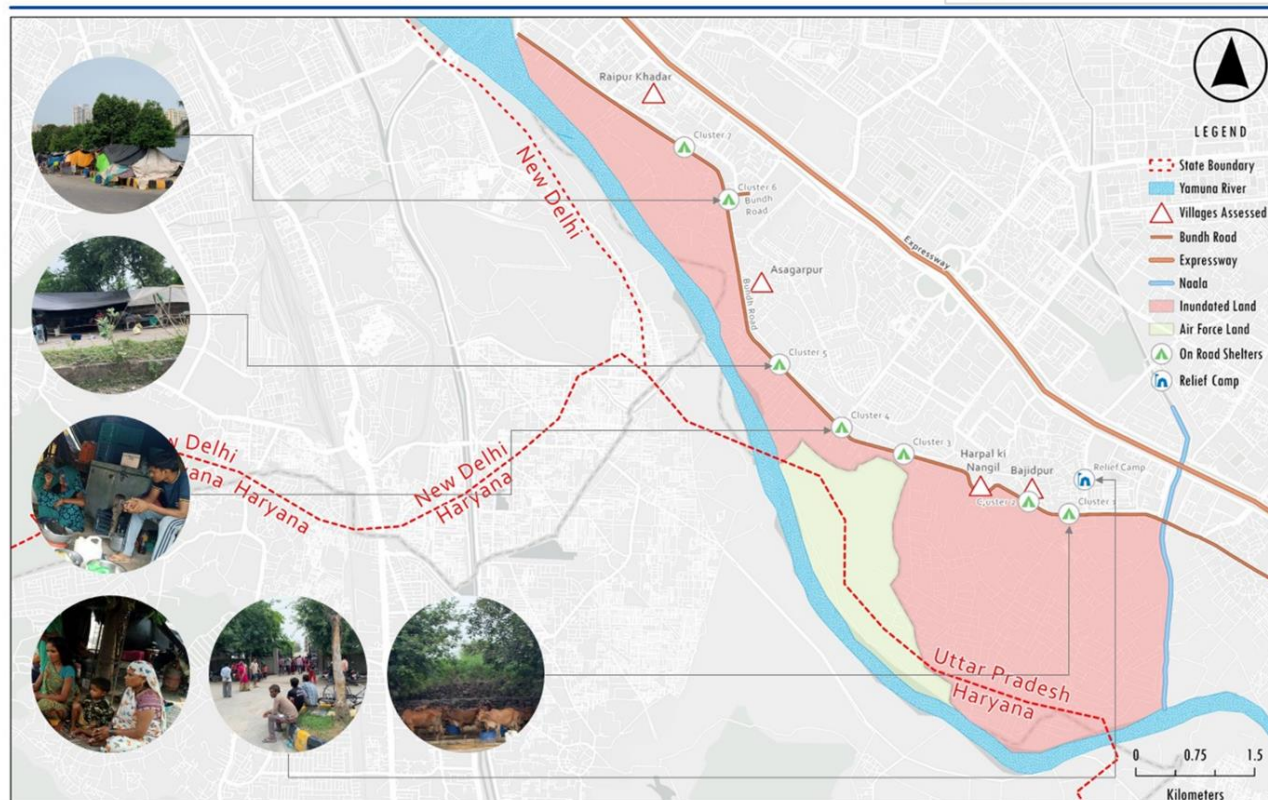 Raipur Khadar
Cluster 7
Cluster 6
Bundh
Road
New Delhi
Expressway
Asagarpur
Bundh Road
Cluster 5
Cluster 4
Cluster 3
Harpal ki
Nangil
Bajidpur
Relief Camp
Cluster 2
Cluster 1
New Delhi
Haryana
New Delhi
Haryana
Uttar Pradesh
Haryana
LEGEND
State Boundary
Yamuna River
Villages Assessed
Bundh Road
Expressway
Naala
Inundated Land
Air Force Land
On Road Shelters
Relief Camp
0 0.75 1.5
Kilometers